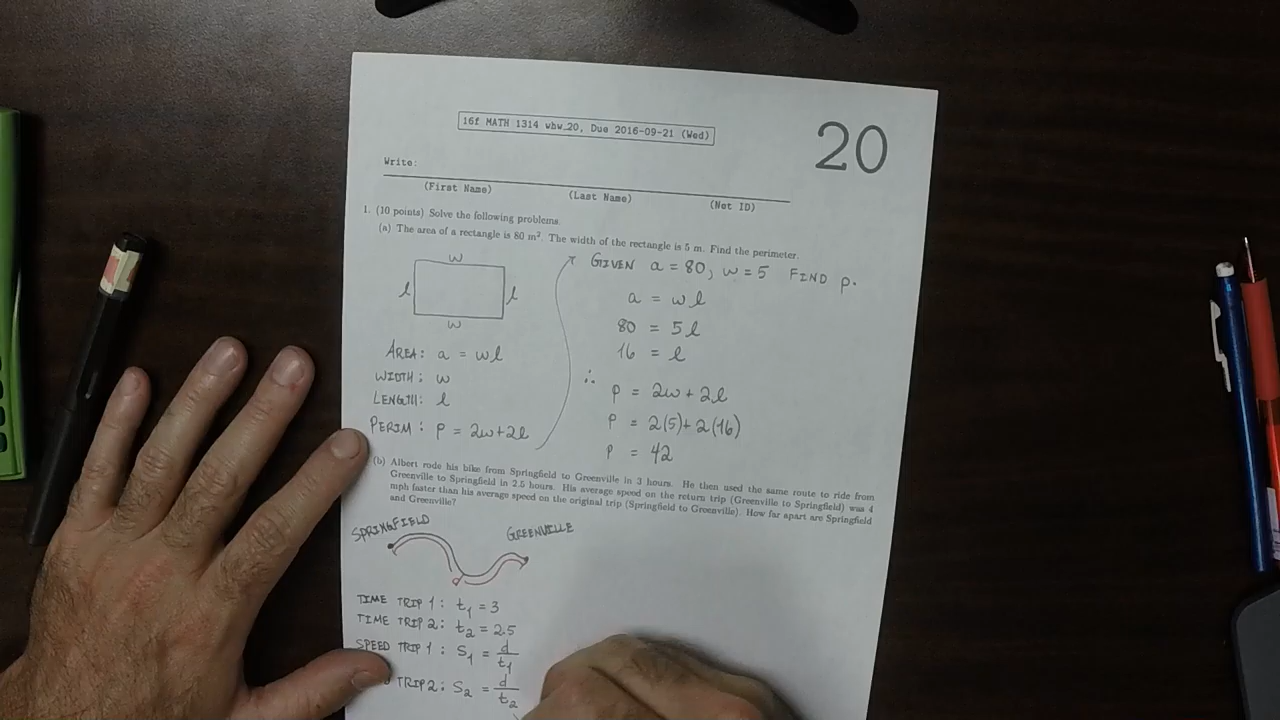 16f MATH 1314 whw_20, Due 2016-09-21 (Wed)
20
Write:
(First Name) (Last Name) (Net ID)
1. (10 points) Solve the following problems.
(a) The area of a rectangle is 80 m². The width of the rectangle is 5 m. Find the perimeter.
w
l l
w
AREA: a = wl
WIDTH: w
LENGTH: l
PERIM: p = 2w+2l
GIVEN a = 80, w = 5 FIND p.
a = wl
80 = 5l
16 = l
∴
p = 2w + 2l
p = 2(5)+2(16)
p = 42
(b) Albert rode his bike from Springfield to Greenville in 3 hours. He then used the same route to ride from
Greenville to Springfield in 2.5 hours. His average speed on the return trip (Greenville to Springfield) was 4
mph faster than his average speed on the original trip (Springfield to Greenville). How far apart are Springfield
and Greenville?
SPRINGFIELD GREENVILLE
TIME TRIP 1: t₁ = 3
TIME TRIP 2: t₂ = 2.5
SPEED TRIP 1: S₁ = d/t₁
TRIP 2: S₂ = d/t₂